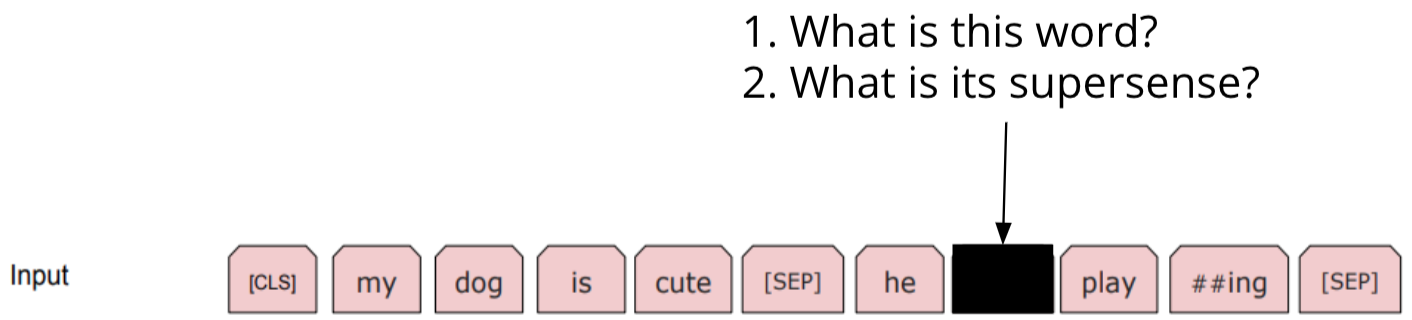 1. What is this word?
2. What is its supersense?
Input [CLS] my dog is cute [SEP] he play ##ing [SEP]